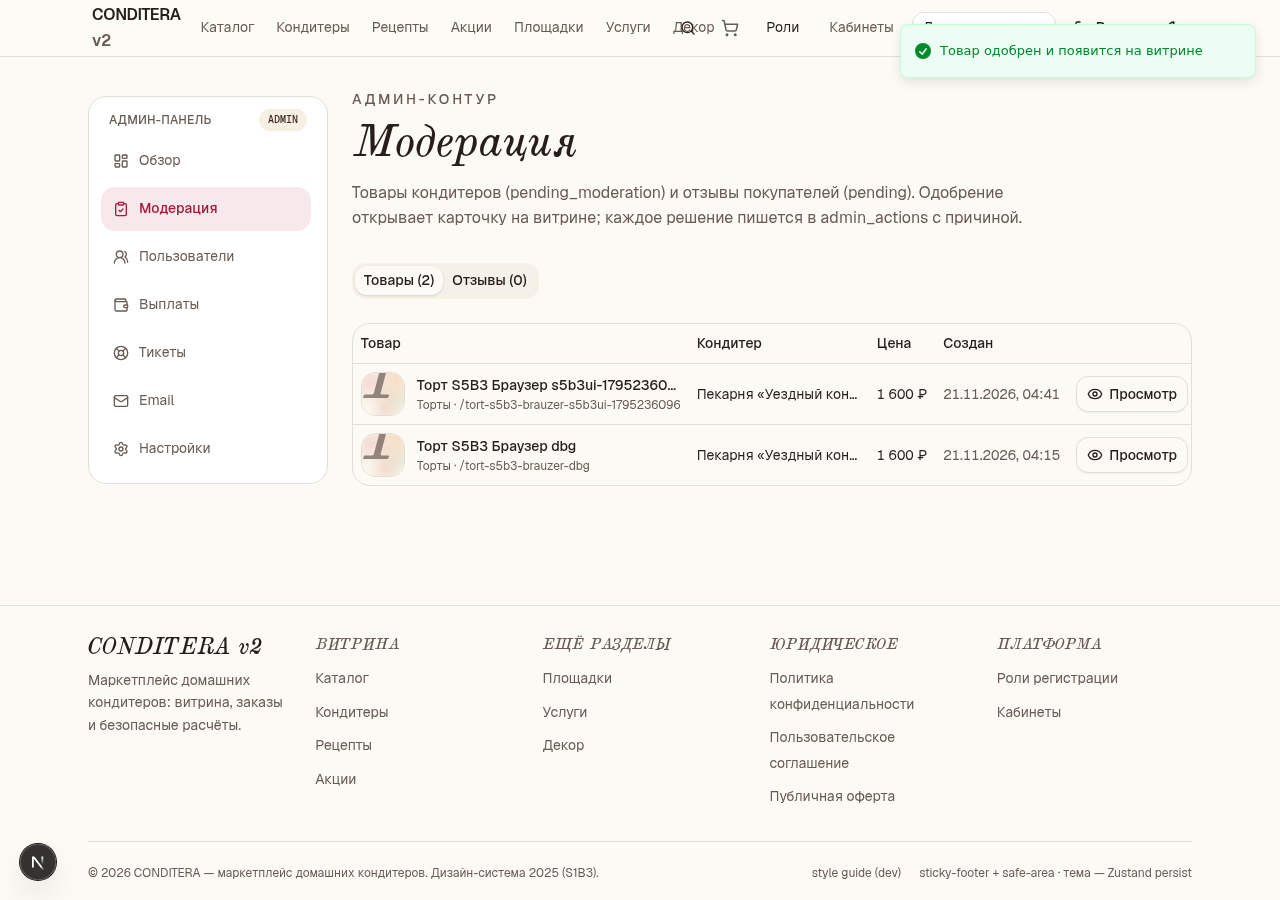 CONDITERA
v2
Каталог
Кондитеры
Рецепты
Акции
Площадки
Услуги
Декор
Роли
Кабинеты
Товар одобрен и появится на витрине
АДМИН-ПАНЕЛЬ
ADMIN
Обзор
Модерация
Пользователи
Выплаты
Тикеты
Email
Настройки
АДМИН-КОНТУР
Модерация
Товары кондитеров (pending_moderation) и отзывы покупателей (pending). Одобрение
открывает карточку на витрине; каждое решение пишется в admin_actions с причиной.
Товары (2)
Отзывы (0)
Товар
Кондитер
Цена
Создан
Торт S5B3 Браузер s5b3ui-17952360...
Торты · /tort-s5b3-brauzer-s5b3ui-1795236096
Пекарня «Уездный кон...
1 600 ₽
21.11.2026, 04:41
Просмотр
Торт S5B3 Браузер dbg
Торты · /tort-s5b3-brauzer-dbg
Пекарня «Уездный кон...
1 600 ₽
21.11.2026, 04:15
Просмотр
CONDITERA v2
Маркетплейс домашних
кондитеров: витрина, заказы
и безопасные расчёты.
ВИТРИНА
Каталог
Кондитеры
Рецепты
Акции
ЕЩЁ РАЗДЕЛЫ
Площадки
Услуги
Декор
ЮРИДИЧЕСКОЕ
Политика
конфиденциальности
Пользовательское
соглашение
Публичная оферта
ПЛАТФОРМА
Роли регистрации
Кабинеты
© 2026 CONDITERA — маркетплейс домашних кондитеров. Дизайн-система 2025 (S1B3).
style guide (dev)
sticky-footer + safe-area · тема — Zustand persist